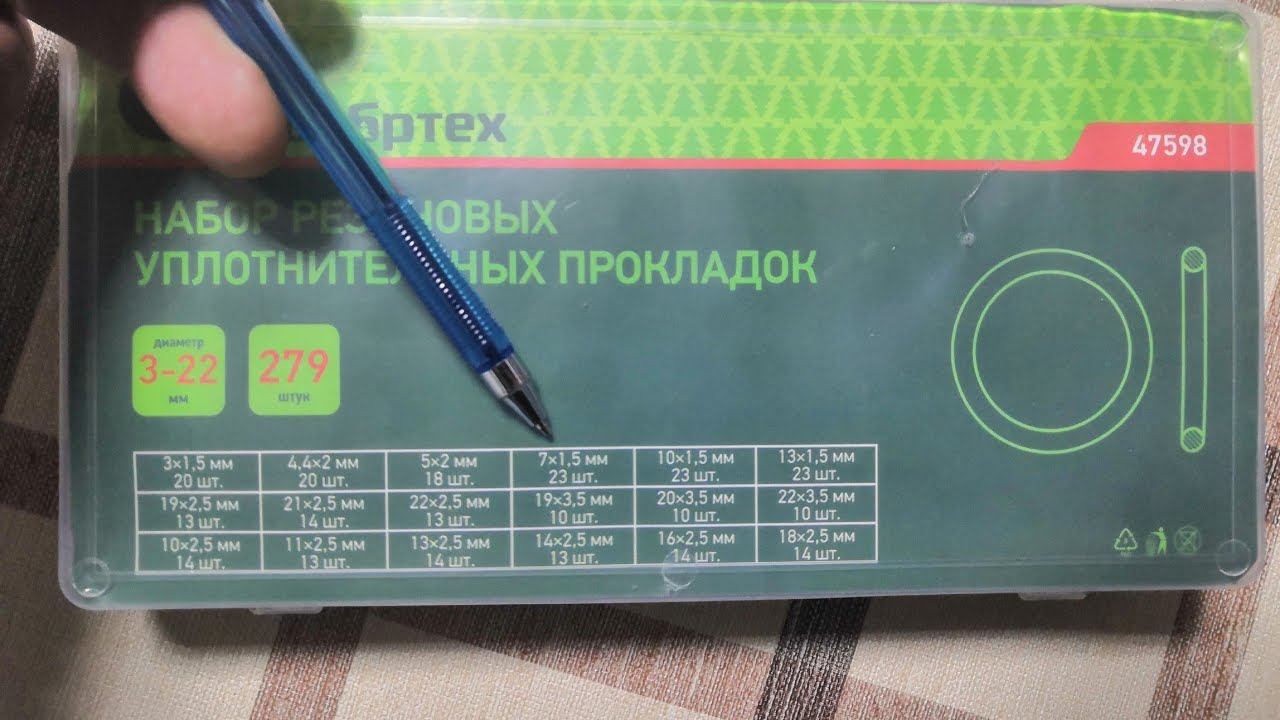 бртех
47598
НАБОР РЕЗИНОВЫХ
УПЛОТНИТЕЛЬНЫХ ПРОКЛАДОК
диаметр
3-22
мм
279
штук
3×1,5 мм 4,4×2 мм 5×2 мм 7×1,5 мм 10×1,5 мм 13×1,5 мм
20 шт. 20 шт. 18 шт. 23 шт. 23 шт. 23 шт.
19×2,5 мм 21×2,5 мм 22×2,5 мм 19×3,5 мм 20×3,5 мм 22×3,5 мм
13 шт. 14 шт. 13 шт. 10 шт. 10 шт. 10 шт.
10×2,5 мм 11×2,5 мм 13×2,5 мм 14×2,5 мм 16×2,5 мм 18×2,5 мм
14 шт. 13 шт. 14 шт. 13 шт. 14 шт. 14 шт.